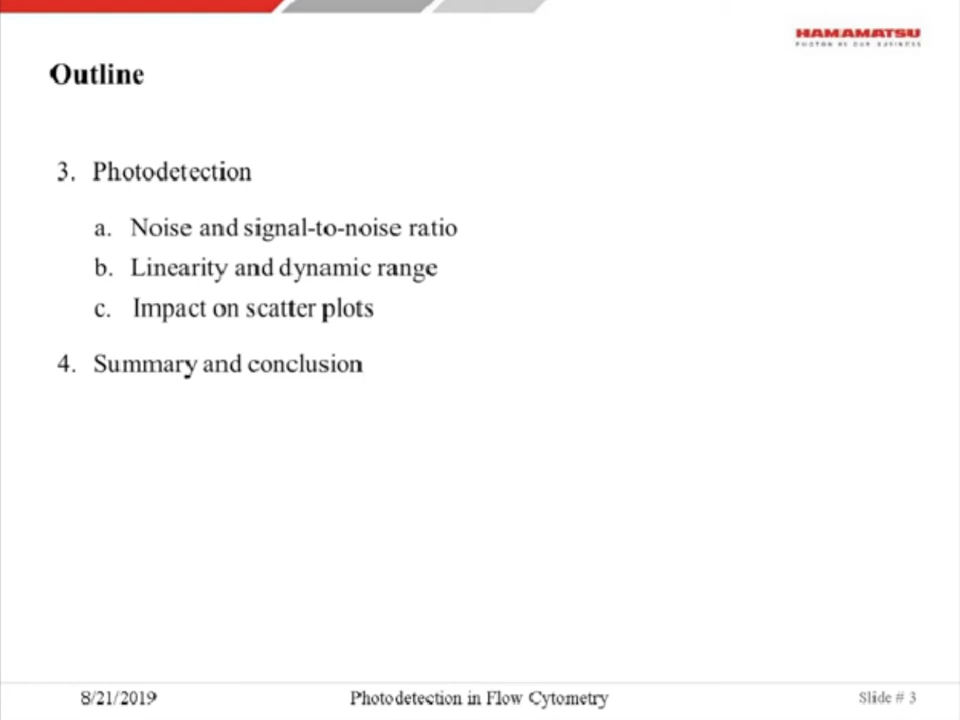 HAMAMATSU
PHOTON IS OUR BUSINESS
Outline
3. Photodetection
a. Noise and signal-to-noise ratio
b. Linearity and dynamic range
c. Impact on scatter plots
4. Summary and conclusion
8/21/2019
Photodetection in Flow Cytometry
Slide # 3